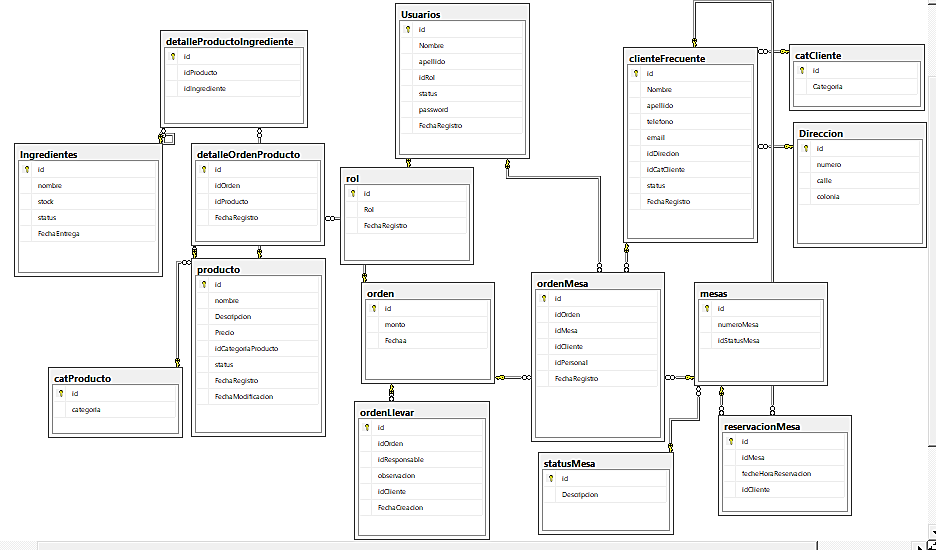 detalleProductoIngrediente
id
idProducto
idIngrediente
Usuarios
id
Nombre
apellido
idRol
status
password
FechaRegistro
clienteFrecuente
id
Nombre
apellido
telefono
email
idDirecion
idCatCliente
status
FechaRegistro
catCliente
id
Categoria
Direccion
id
numero
calle
colonia
Ingredientes
id
nombre
stock
status
FechaEntrega
detalleOrdenProducto
id
idOrden
idProducto
FechaRegistro
rol
id
Rol
FechaRegistro
producto
id
nombre
Descripcion
Precio
idCategoriaProducto
status
FechaRegistro
FechaModificacion
orden
id
monto
Fechaa
ordenMesa
id
idOrden
idMesa
idCliente
idPersonal
FechaRegistro
mesas
id
numeroMesa
idStatusMesa
catProducto
id
categoria
ordenLlevar
id
idOrden
idResponsable
observacion
idCliente
FechaCreacion
statusMesa
id
Descripcion
reservacionMesa
id
idMesa
fecheHoraReservacion
idCliente